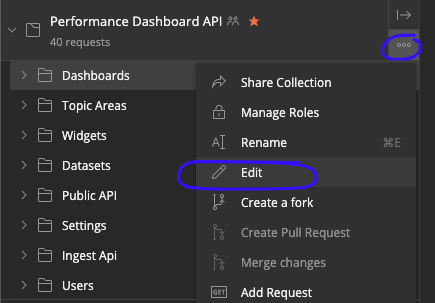 Performance Dashboard API
40 requests
Dashboards
Topic Areas
Widgets
Datasets
Public API
Settings
Ingest Api
Users
Share Collection
Manage Roles
Rename ⌘E
Edit
Create a fork
Create Pull Request
Merge changes
GET Add Request